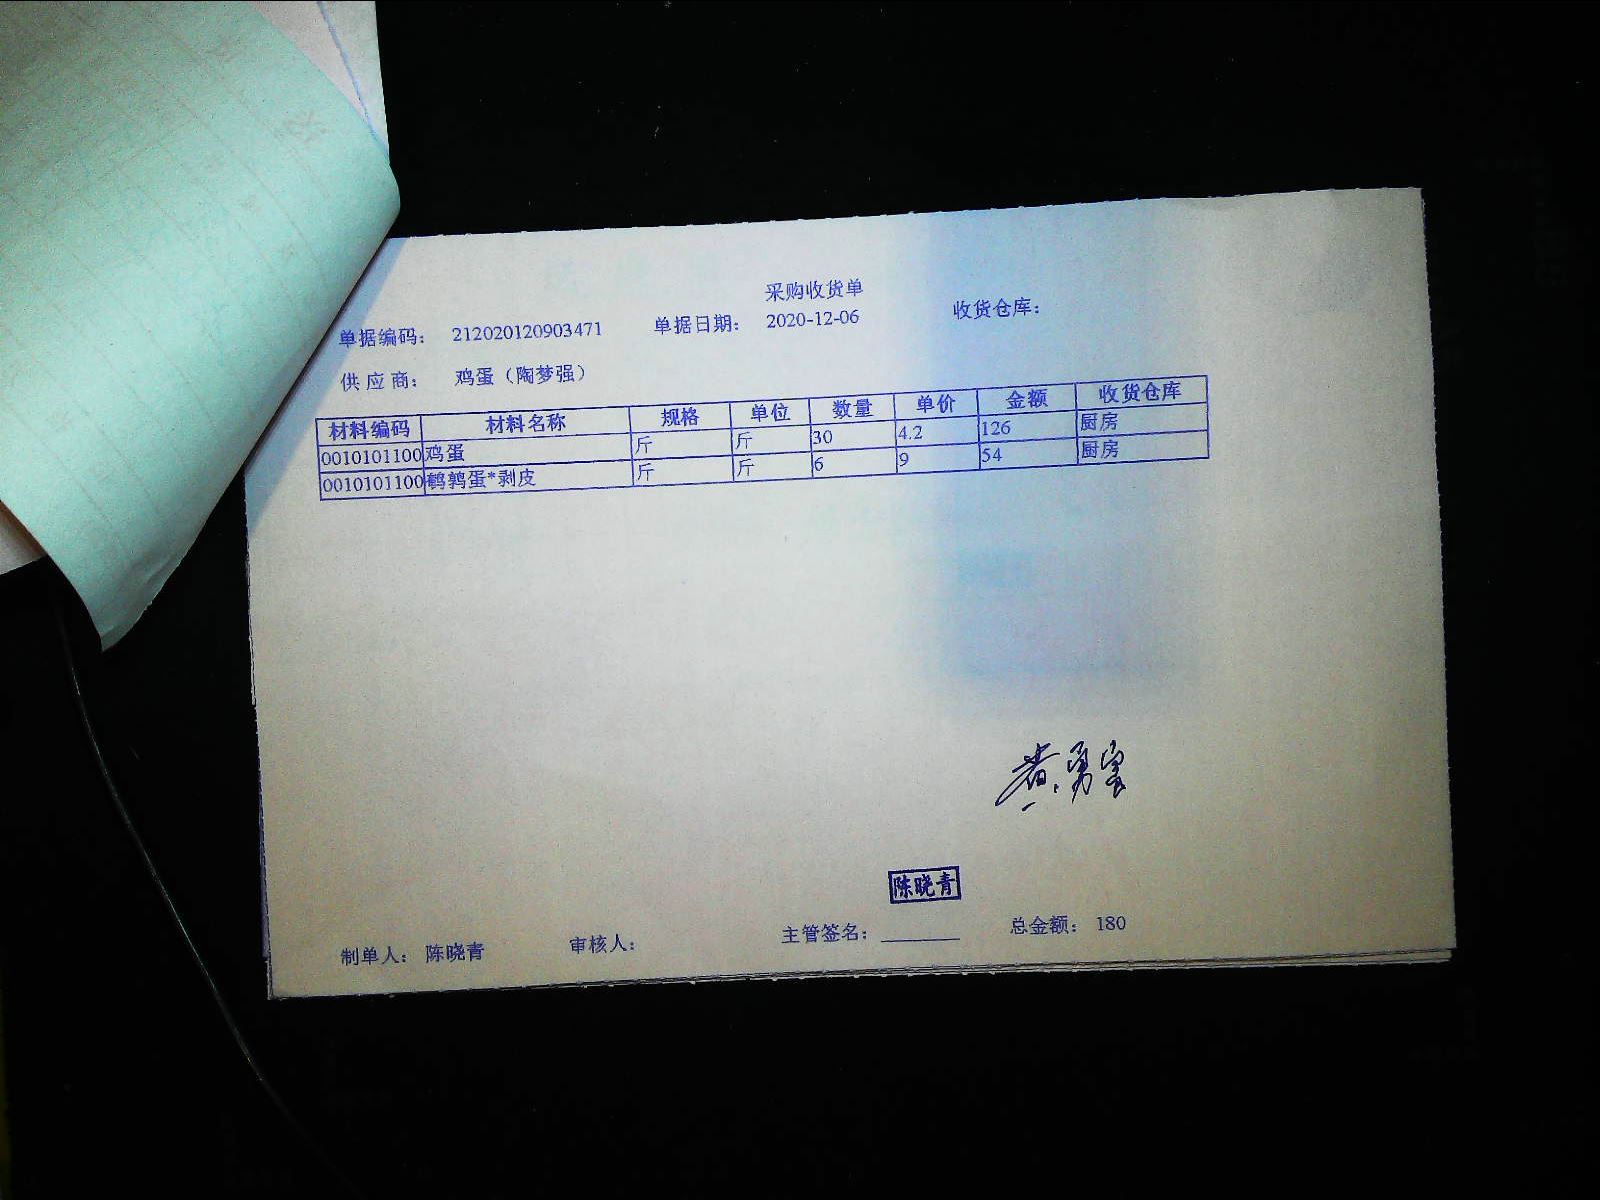 采购收货单
单据编码: 212020120903471 单据日期: 2020-12-06 收货仓库:
供应商: 鸡蛋（陶梦强）
材料编码 材料名称 规格 单位 数量 单价 金额 收货仓库
0010101100 鸡蛋 斤 斤 30 4.2 126 厨房
0010101100 鹌鹑蛋*剥皮 斤 斤 6 9 54 厨房
陈晓青
制单人: 陈晓青 审核人: 主管签名: 总金额: 180